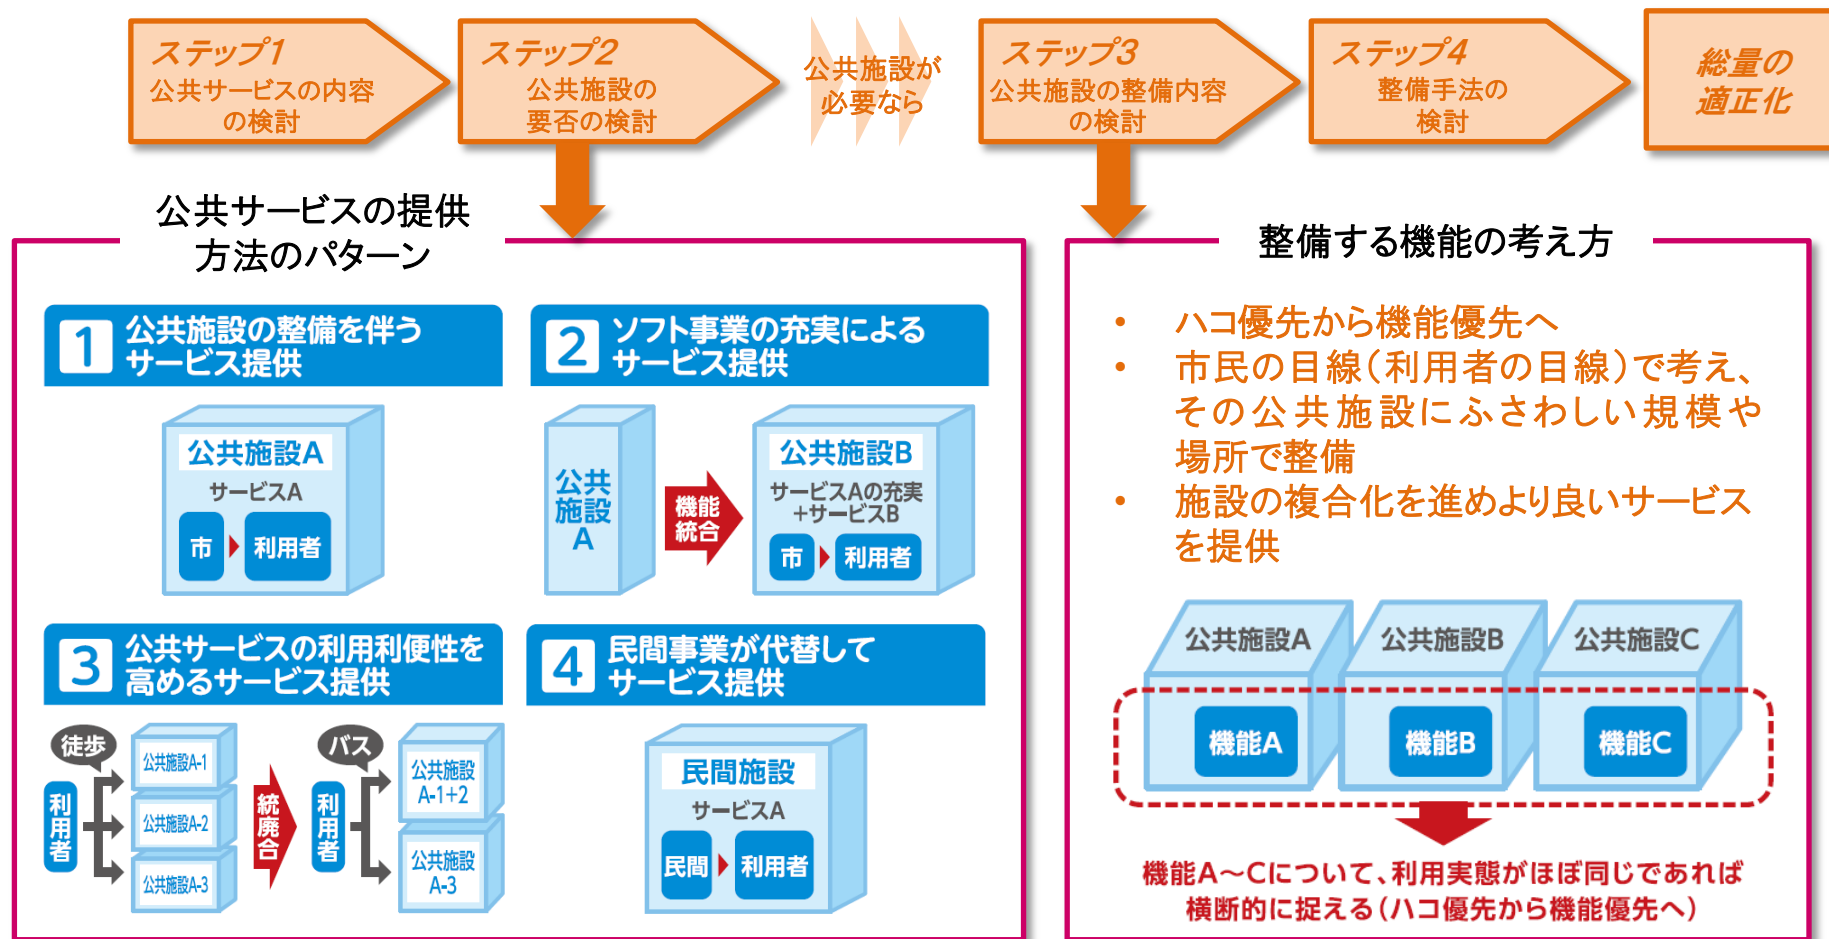 ステップ1
公共サービスの内容
の検討
ステップ2
公共施設の
要否の検討
公共施設が
必要なら
ステップ3
公共施設の整備内容
の検討
ステップ4
整備手法の
検討
総量の
適正化
公共サービスの提供
方法のパターン
1 公共施設の整備を伴う
サービス提供
公共施設A
サービスA
市
利用者
2 ソフト事業の充実による
サービス提供
公共
施設
A
機能
統合
公共施設B
サービスAの充実
+サービスB
市
利用者
3 公共サービスの利用利便性を
高めるサービス提供
徒歩
利用者
公共施設A-1
公共施設A-2
公共施設A-3
統廃合
バス
利用者
公共施設
A-1+2
公共施設
A-3
4 民間事業が代替して
サービス提供
民間施設
サービスA
民間
利用者
整備する機能の考え方
• ハコ優先から機能優先へ
• 市民の目線(利用者の目線)で考え、
その公共施設にふさわしい規模や
場所で整備
• 施設の複合化を進めより良いサービス
を提供
公共施設A
公共施設B
公共施設C
機能A
機能B
機能C
機能A～Cについて、利用実態がほぼ同じであれば
横断的に捉える(ハコ優先から機能優先へ)